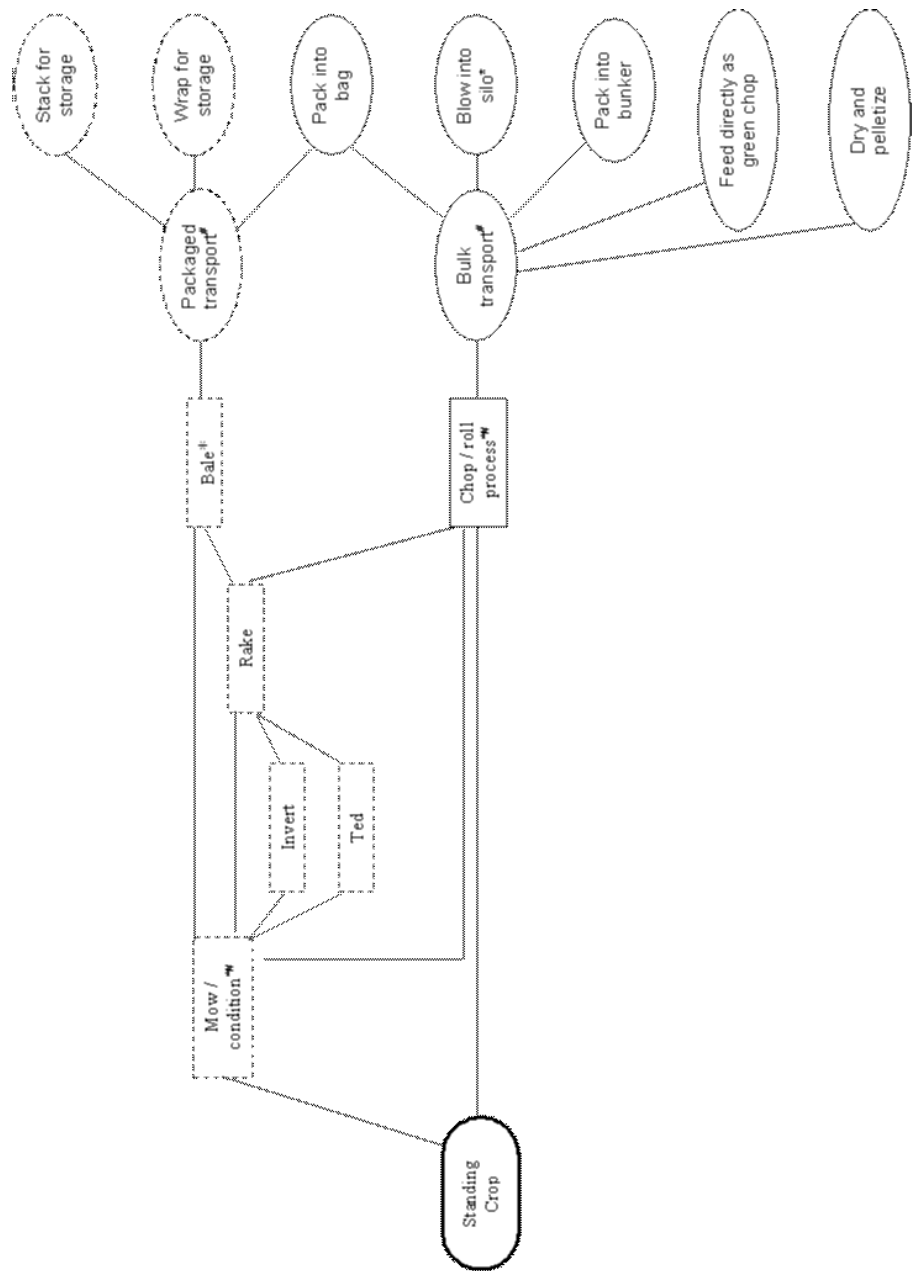 Standing
Crop
Mow /
condition*#
Invert
Ted
Rake
Bale*
Chop / roll
process*#
Packaged
transport#
Bulk
transport#
Stack for
storage
Wrap for
storage
Pack into
bag
Blow into
silo*
Pack into
bunker
Feed directly as
green chop
Dry and
pelletize